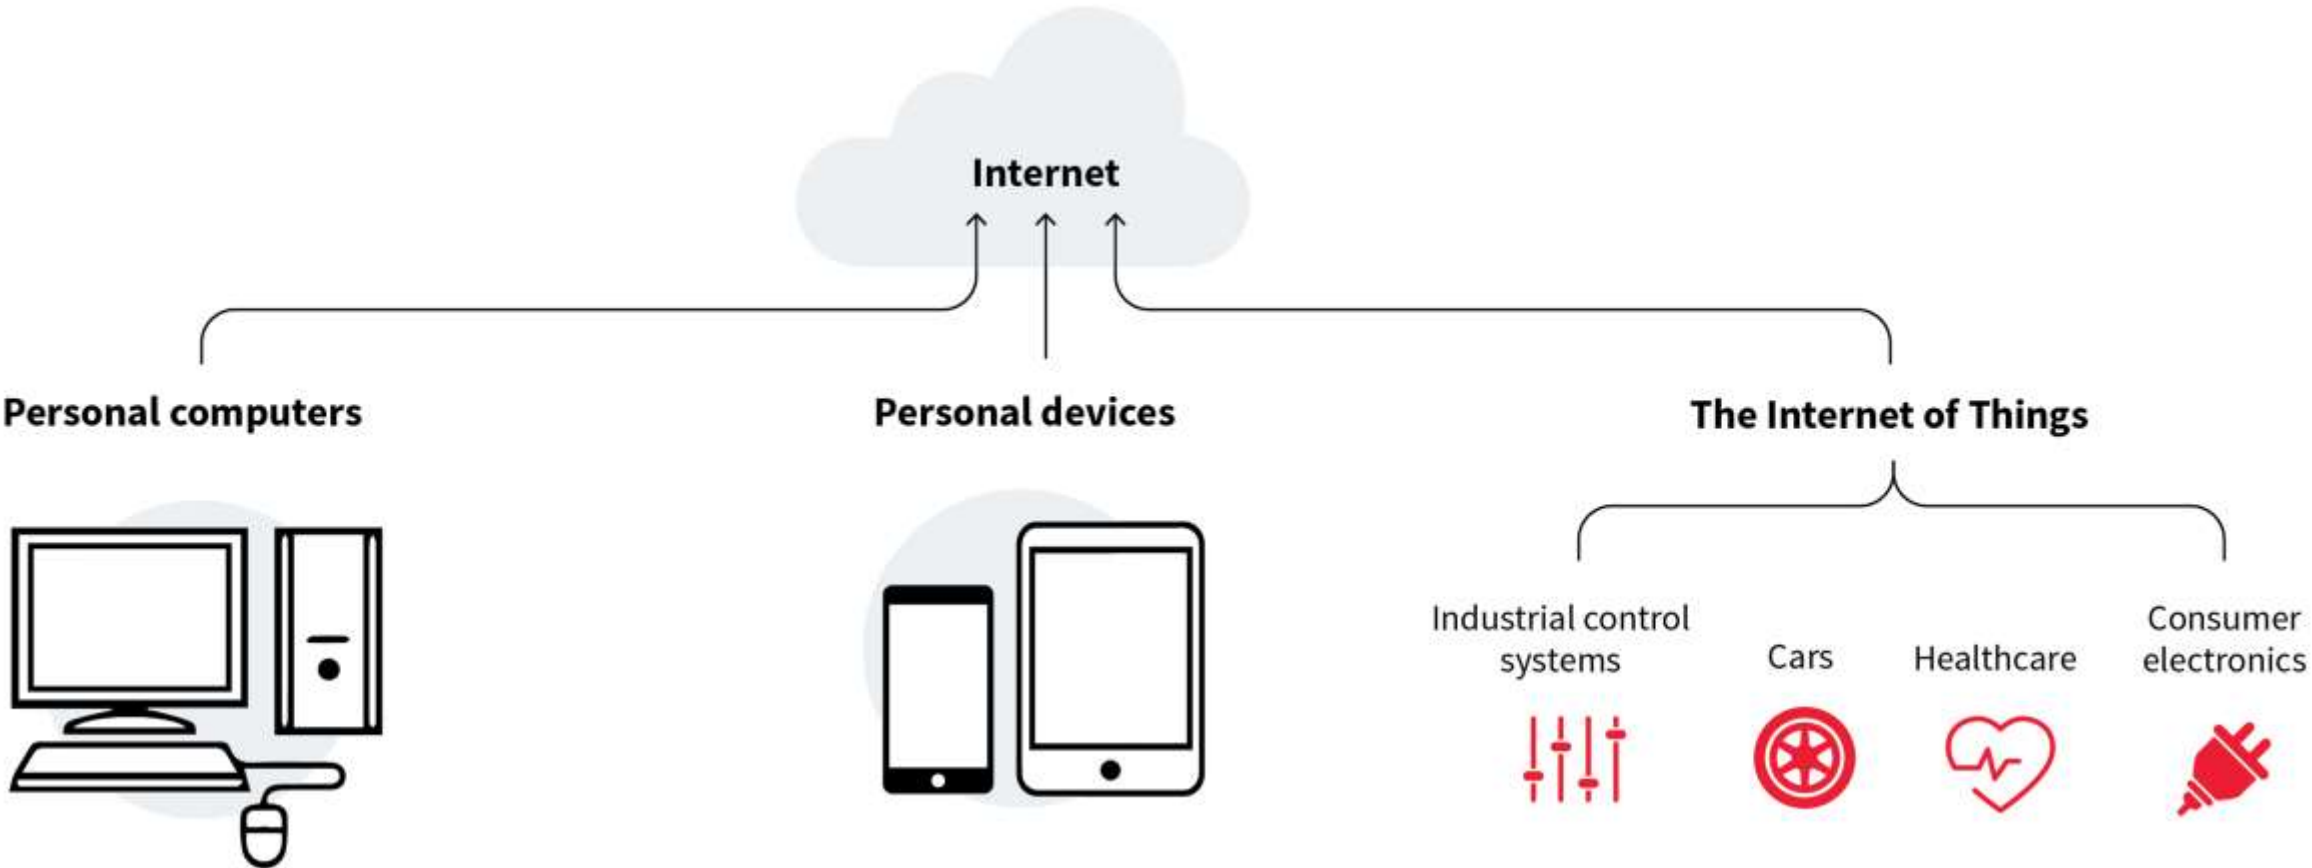 Internet
Personal computers
Personal devices
The Internet of Things
Industrial control
systems
Cars
Healthcare
Consumer
electronics